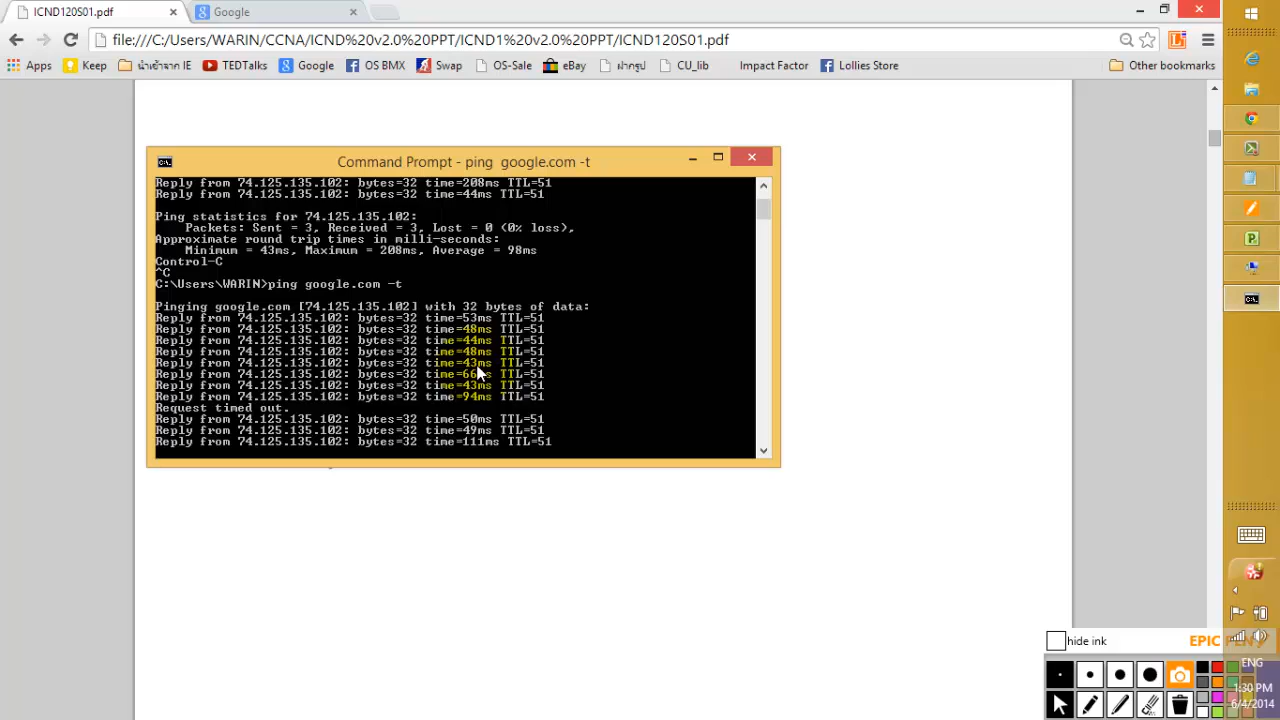 ICND120S01.pdf
Google
file:///C:/Users/WARIN/CCNA/ICND%20v2.0%20PPT/ICND1%20v2.0%20PPT/ICND120S01.pdf
Apps Keep นำเข้าจาก IE TEDTalks Google OS BMX Swap OS-Sale eBay ฝากรูป CU_lib Impact Factor Lollies Store Other bookmarks
Command Prompt - ping google.com -t
Reply from 74.125.135.102: bytes=32 time=208ms TTL=51
Reply from 74.125.135.102: bytes=32 time=44ms TTL=51
Ping statistics for 74.125.135.102:
Packets: Sent = 3, Received = 3, Lost = 0 (0% loss),
Approximate round trip times in milli-seconds:
Minimum = 43ms, Maximum = 208ms, Average = 98ms
Control-C
^C
C:\Users\WARIN>ping google.com -t
Pinging google.com [74.125.135.102] with 32 bytes of data:
Reply from 74.125.135.102: bytes=32 time=53ms TTL=51
Reply from 74.125.135.102: bytes=32 time=48ms TTL=51
Reply from 74.125.135.102: bytes=32 time=44ms TTL=51
Reply from 74.125.135.102: bytes=32 time=48ms TTL=51
Reply from 74.125.135.102: bytes=32 time=43ms TTL=51
Reply from 74.125.135.102: bytes=32 time=66ms TTL=51
Reply from 74.125.135.102: bytes=32 time=43ms TTL=51
Reply from 74.125.135.102: bytes=32 time=94ms TTL=51
Request timed out.
Reply from 74.125.135.102: bytes=32 time=50ms TTL=51
Reply from 74.125.135.102: bytes=32 time=49ms TTL=51
Reply from 74.125.135.102: bytes=32 time=111ms TTL=51
hide ink
EPIC PEN
ENG
1:30 PM
6/4/2014